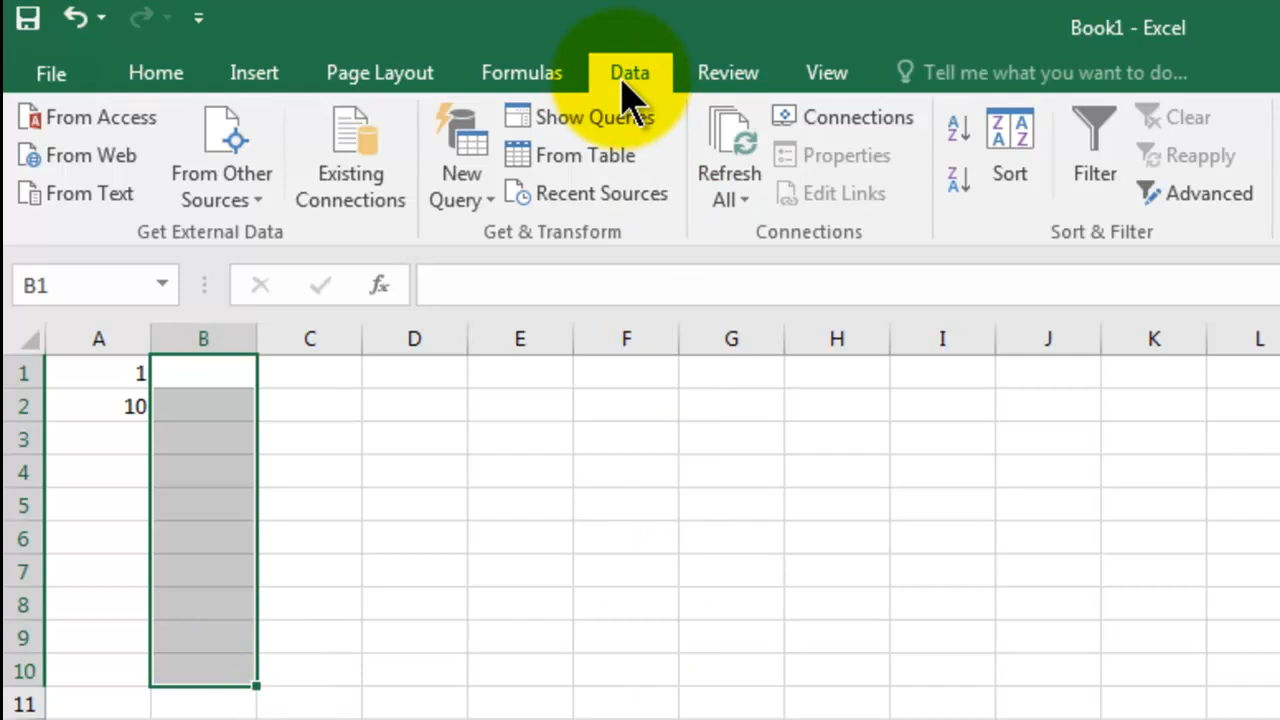 Book1 - Excel
File Home Insert Page Layout Formulas Data Review View Tell me what you want to do...
From Access
From Web
From Text
From Other
Sources
Existing
Connections
Get External Data
New
Query
Show Queries
From Table
Recent Sources
Get & Transform
Refresh
All
Connections
Properties
Edit Links
Connections
A
Z
Z
A
Z A
A Z
Sort
Filter
Clear
Reapply
Advanced
Sort & Filter
B1 fx
A B C D E F G H I J K L
1 1
2 10
3
4
5
6
7
8
9
10
11